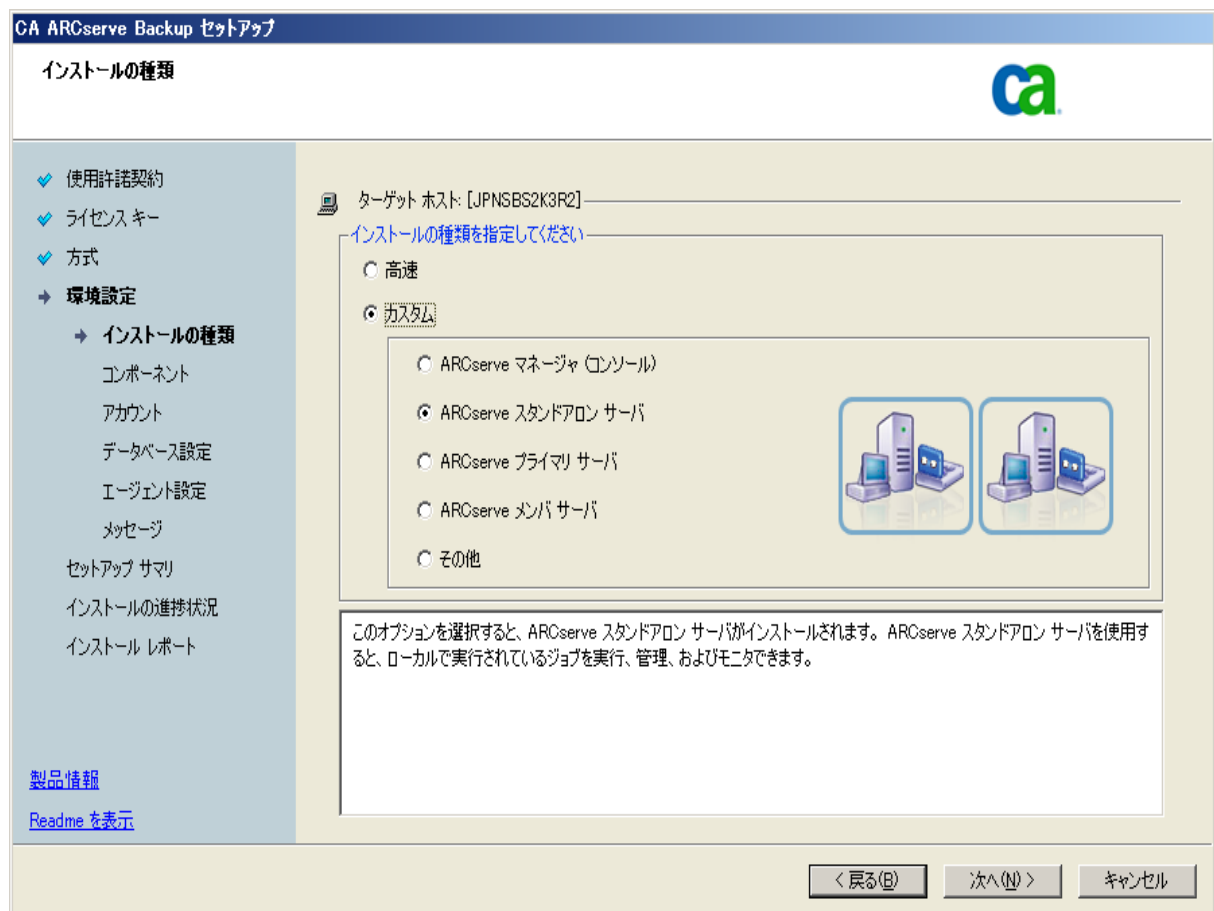 CA ARCserve Backup セットアップ
インストールの種類
ca
使用許諾契約
ライセンス キー
方式
環境設定
インストールの種類
コンポーネント
アカウント
データベース設定
エージェント設定
メッセージ
セットアップ サマリ
インストールの進捗状況
インストール レポート
製品情報
Readme を表示
ターゲット ホスト: [JPNSBS2K3R2]
インストールの種類を指定してください
高速
カスタム
ARCserve マネージャ (コンソール)
ARCserve スタンドアロン サーバ
ARCserve プライマリ サーバ
ARCserve メンバ サーバ
その他
このオプションを選択すると、ARCserve スタンドアロン サーバがインストールされます。ARCserve スタンドアロン サーバを使用す
ると、ローカルで実行されているジョブを実行、管理、およびモニタできます。
< 戻る(B)
次へ(N) >
キャンセル